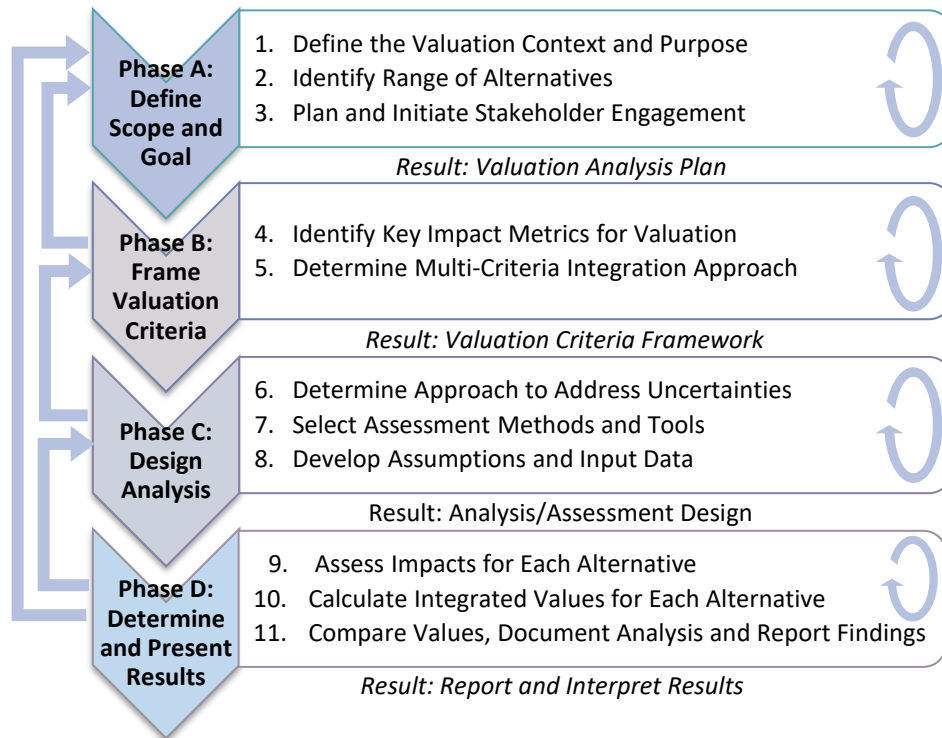 Phase A:
Define
Scope and
Goal
1. Define the Valuation Context and Purpose
2. Identify Range of Alternatives
3. Plan and Initiate Stakeholder Engagement
Result: Valuation Analysis Plan
Phase B:
Frame
Valuation
Criteria
4. Identify Key Impact Metrics for Valuation
5. Determine Multi-Criteria Integration Approach
Result: Valuation Criteria Framework
Phase C:
Design
Analysis
6. Determine Approach to Address Uncertainties
7. Select Assessment Methods and Tools
8. Develop Assumptions and Input Data
Result: Analysis/Assessment Design
Phase D:
Determine
and Present
Results
9. Assess Impacts for Each Alternative
10. Calculate Integrated Values for Each Alternative
11. Compare Values, Document Analysis and Report Findings
Result: Report and Interpret Results